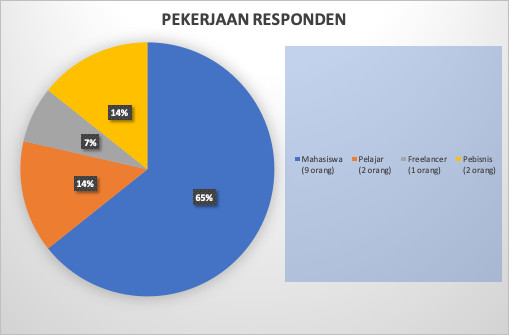 PEKERJAAN RESPONDEN
14%
7%
14%
65%
Mahasiswa (9 orang)
Pelajar (2 orang)
Freelancer (1 orang)
Pebisnis (2 orang)